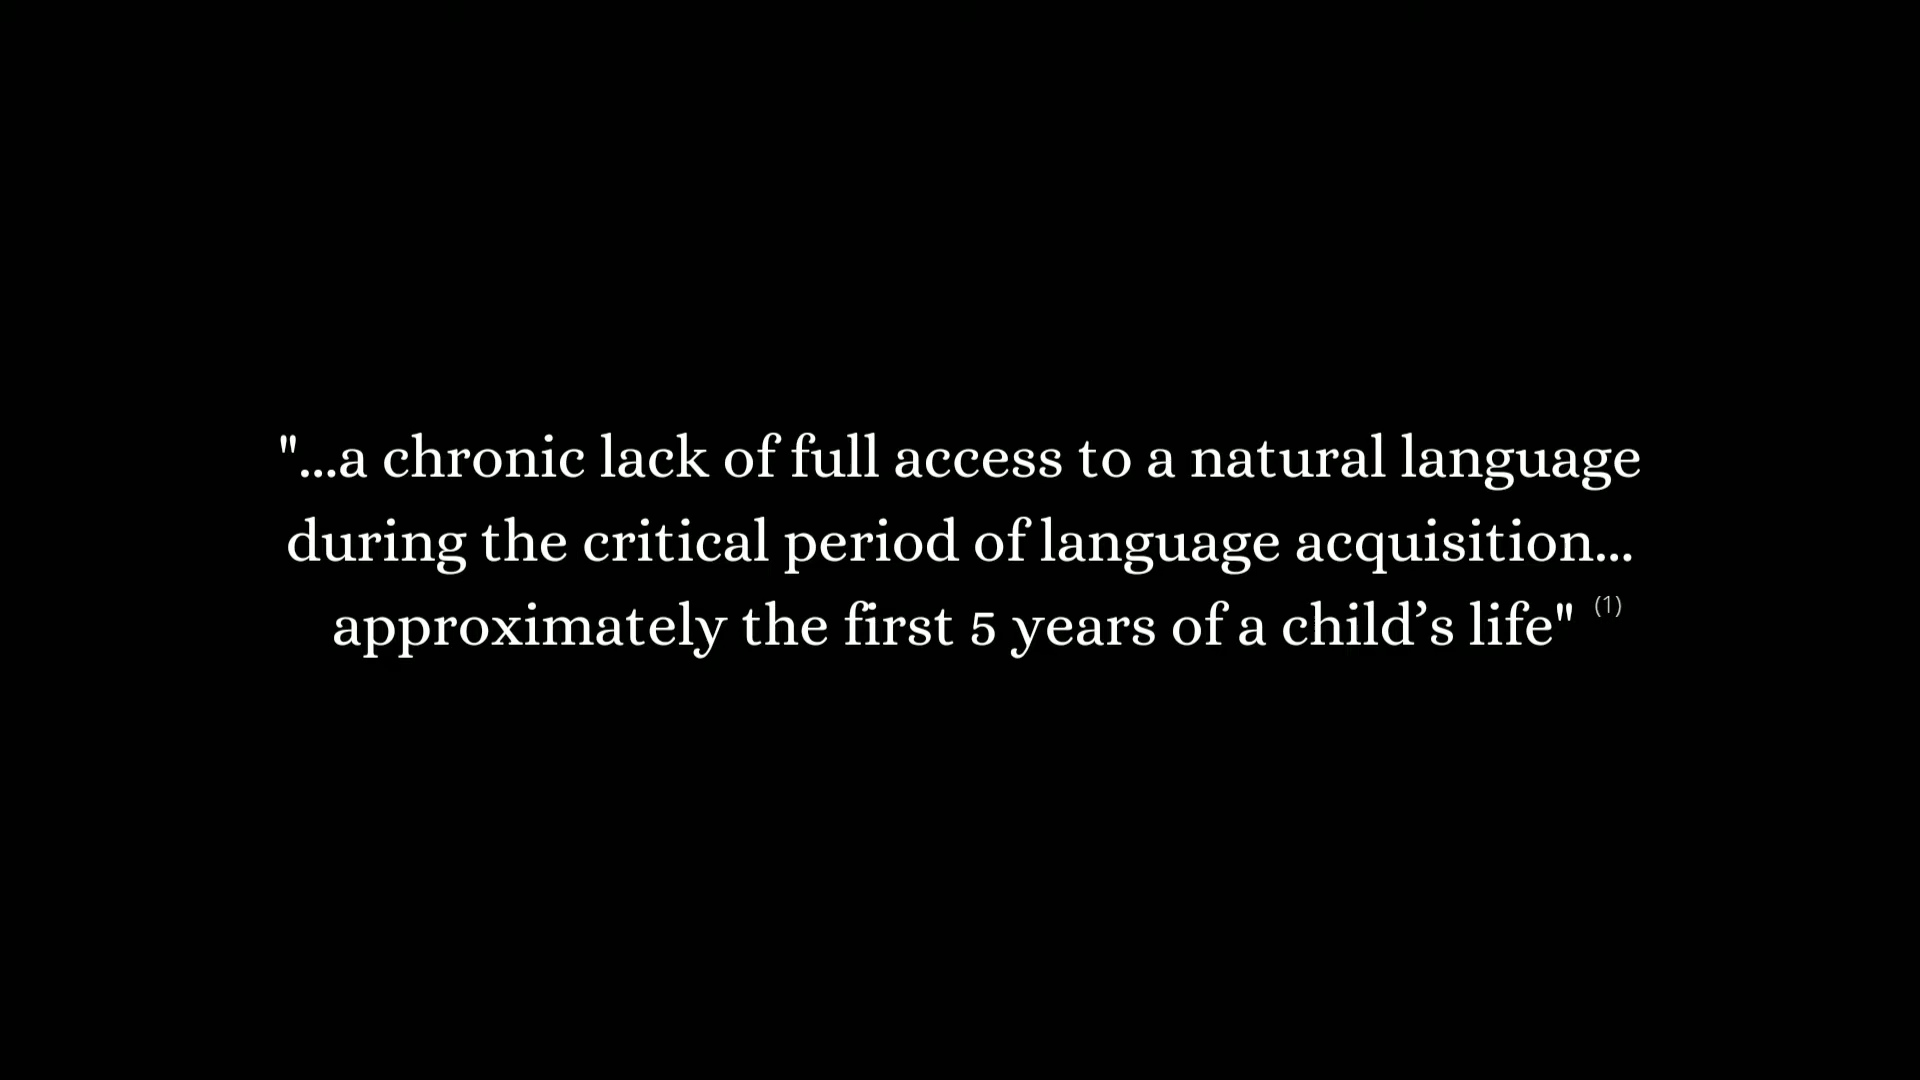 "...a chronic lack of full access to a natural language
during the critical period of language acquisition...
approximately the first 5 years of a child’s life" (1)